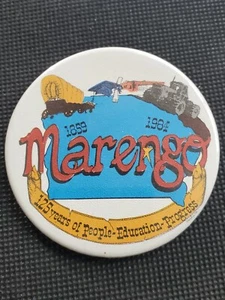 1859 1984
Marengo
125 years of People-Education-Progress